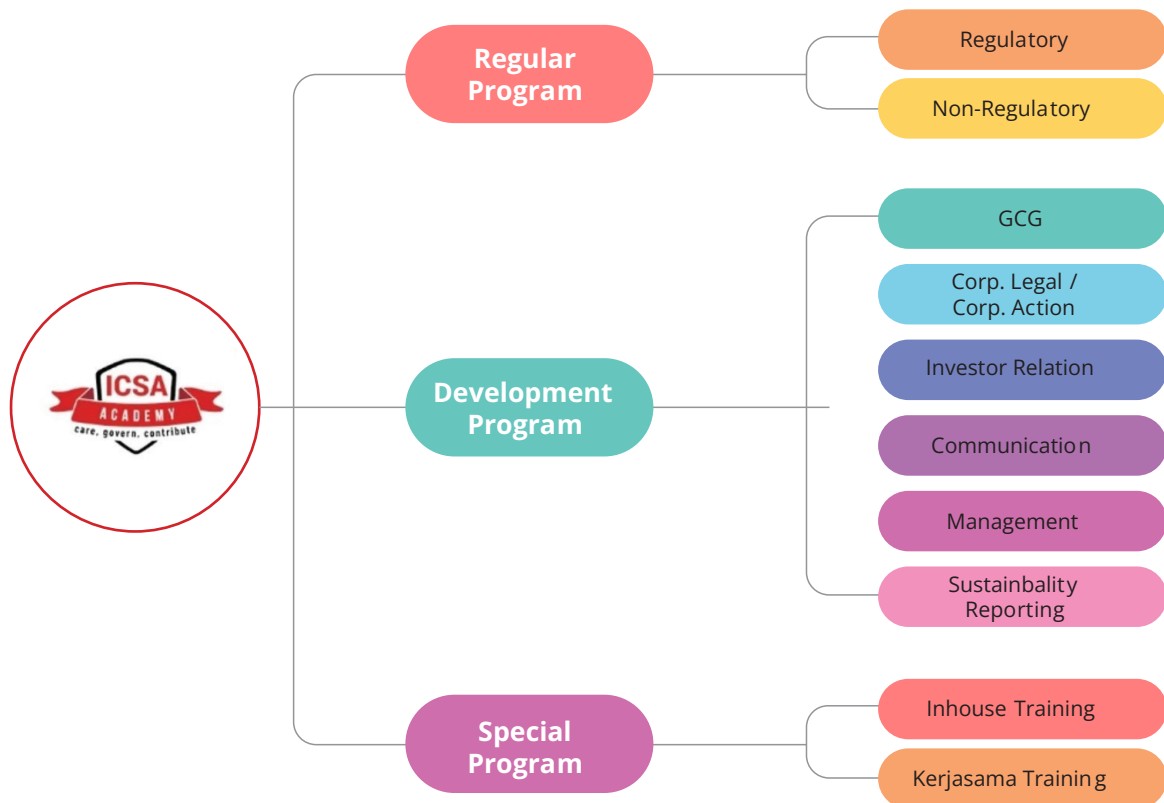 Regular
Program
Regulatory
Non-Regulatory
ICSA
ACADEMY
care, govern, contribute
Development
Program
GCG
Corp. Legal /
Corp. Action
Investor Relation
Communication
Management
Sustainbality
Reporting
Special
Program
Inhouse Training
Kerjasama Training